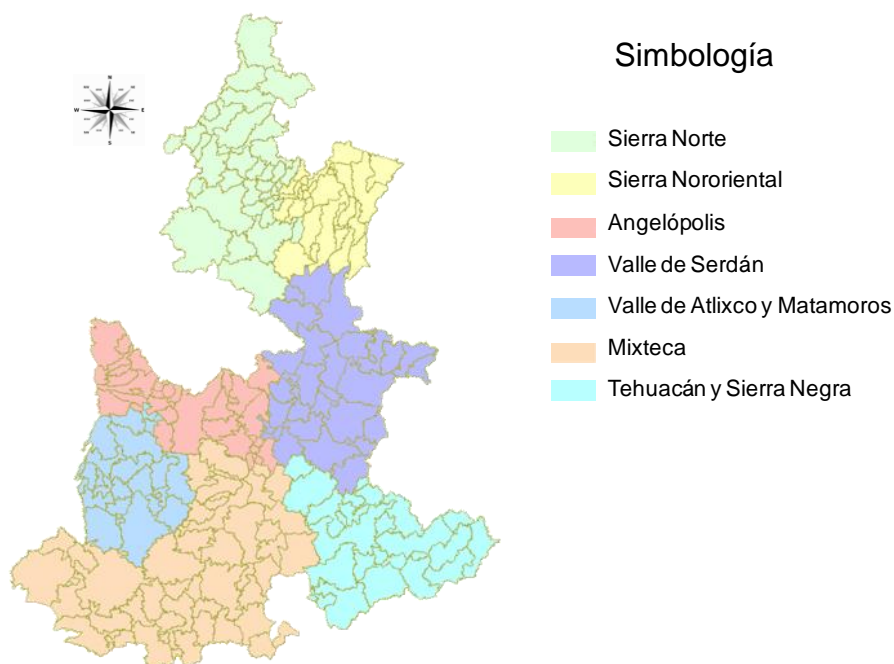 Simbología
N
W
E
S
Sierra Norte
Sierra Nororiental
Angelópolis
Valle de Serdán
Valle de Atlixco y Matamoros
Mixteca
Tehuacán y Sierra Negra